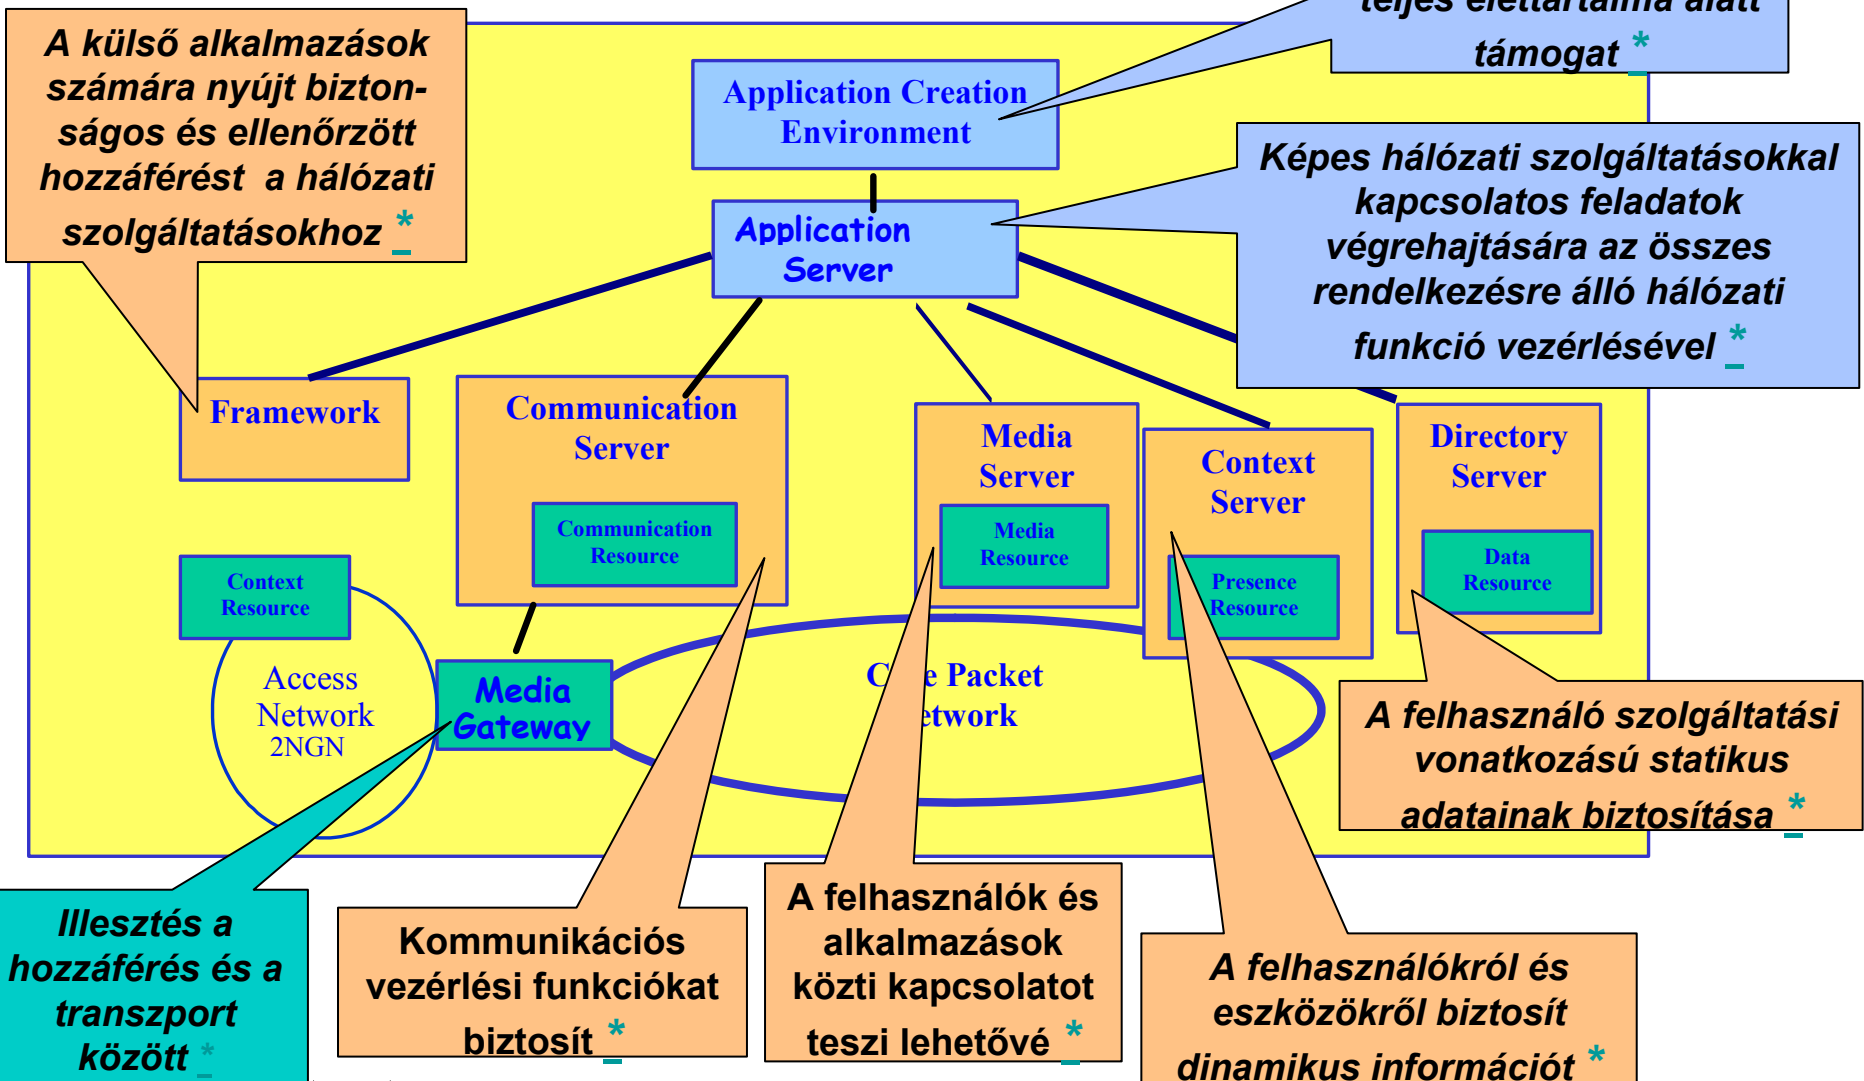 teljes élettartalma alatt
támogat *
A külső alkalmazások
számára nyújt bizton-
ságos és ellenőrzött
hozzáférést a hálózati
szolgáltatásokhoz *
Application Creation
Environment
Képes hálózati szolgáltatásokkal
kapcsolatos feladatok
végrehajtására az összes
rendelkezésre álló hálózati
funkció vezérlésével *
Application
Server
Framework
Communication
Server
Communication
Resource
Media
Server
Media
Resource
Context
Server
Presence
Resource
Directory
Server
Data
Resource
Context
Resource
Access
Network
2NGN
Media
Gateway
Packet
A felhasználó szolgáltatási
vonatkozású statikus
adatainak biztosítása *
Illesztés a
hozzáférés és a
transzport
között *
Kommunikációs
vezérlési funkciókat
biztosít *
A felhasználók és
alkalmazások
közti kapcsolatot
teszi lehetővé *
A felhasználókról és
eszközökről biztosít
dinamikus információt *